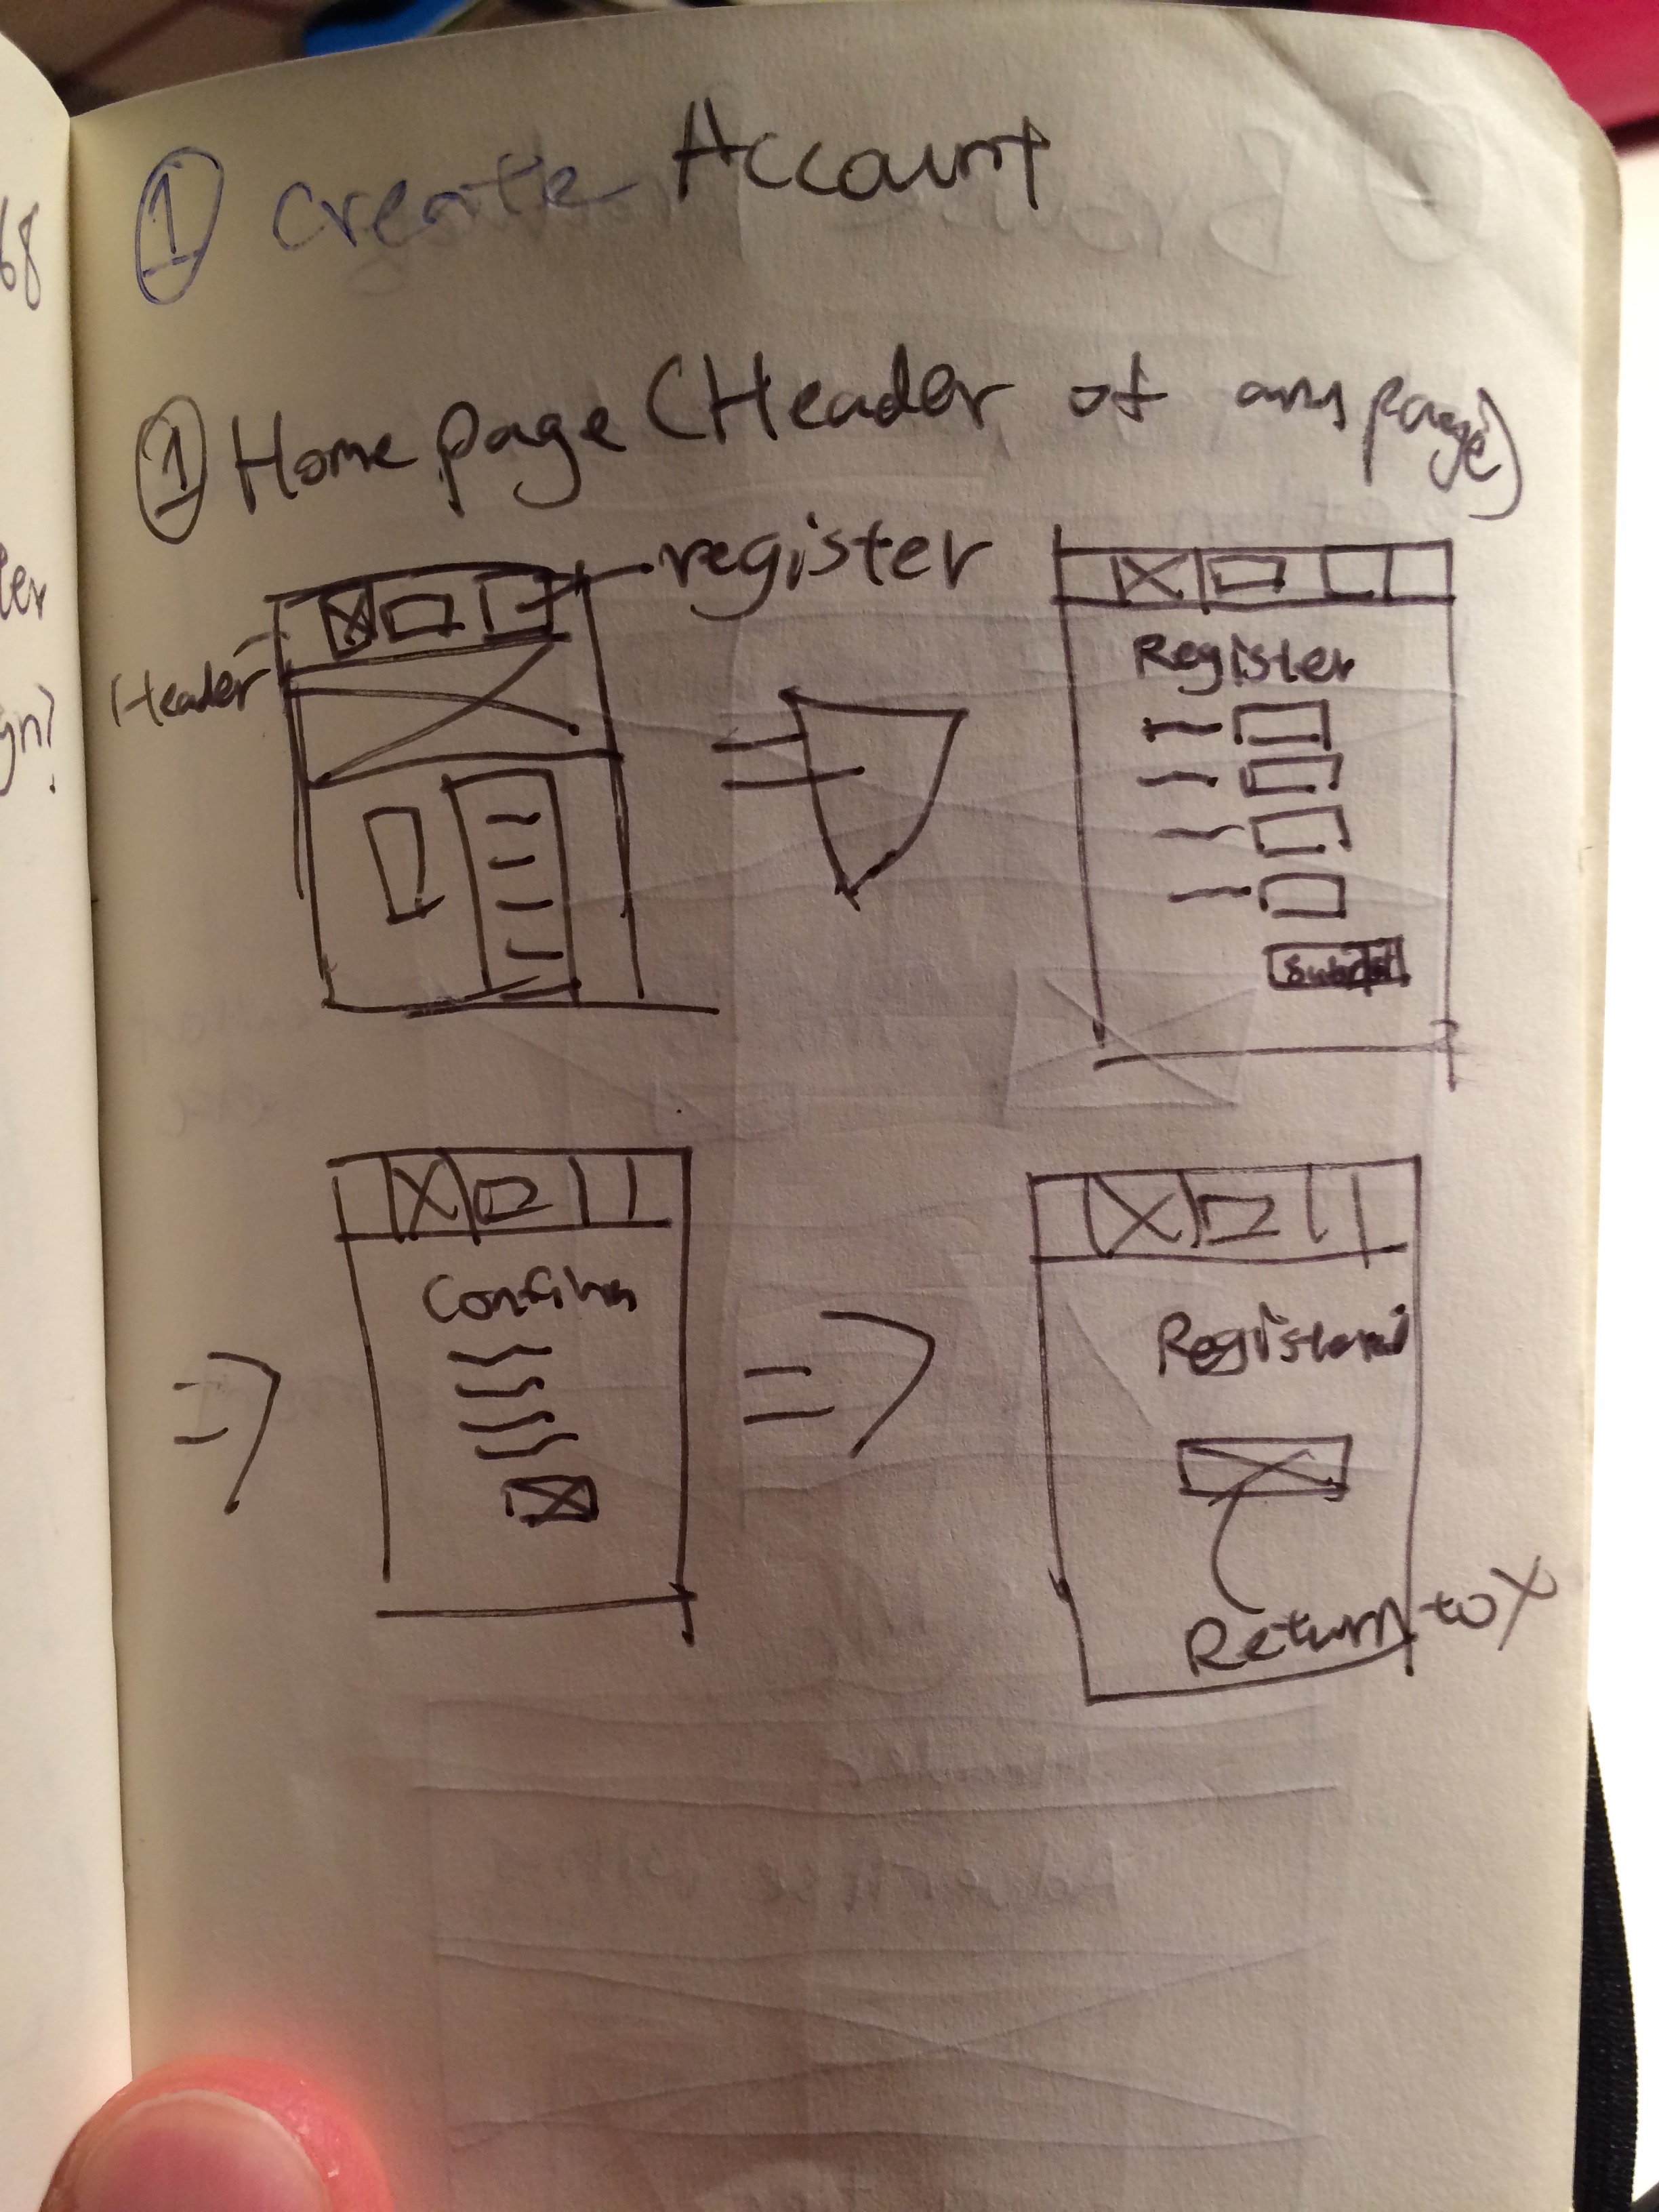 ① Create Account
① Home page (Header of any page)
register
Header
Register
Submit
Confirm
Registered
Return to X
68
ter
gn?